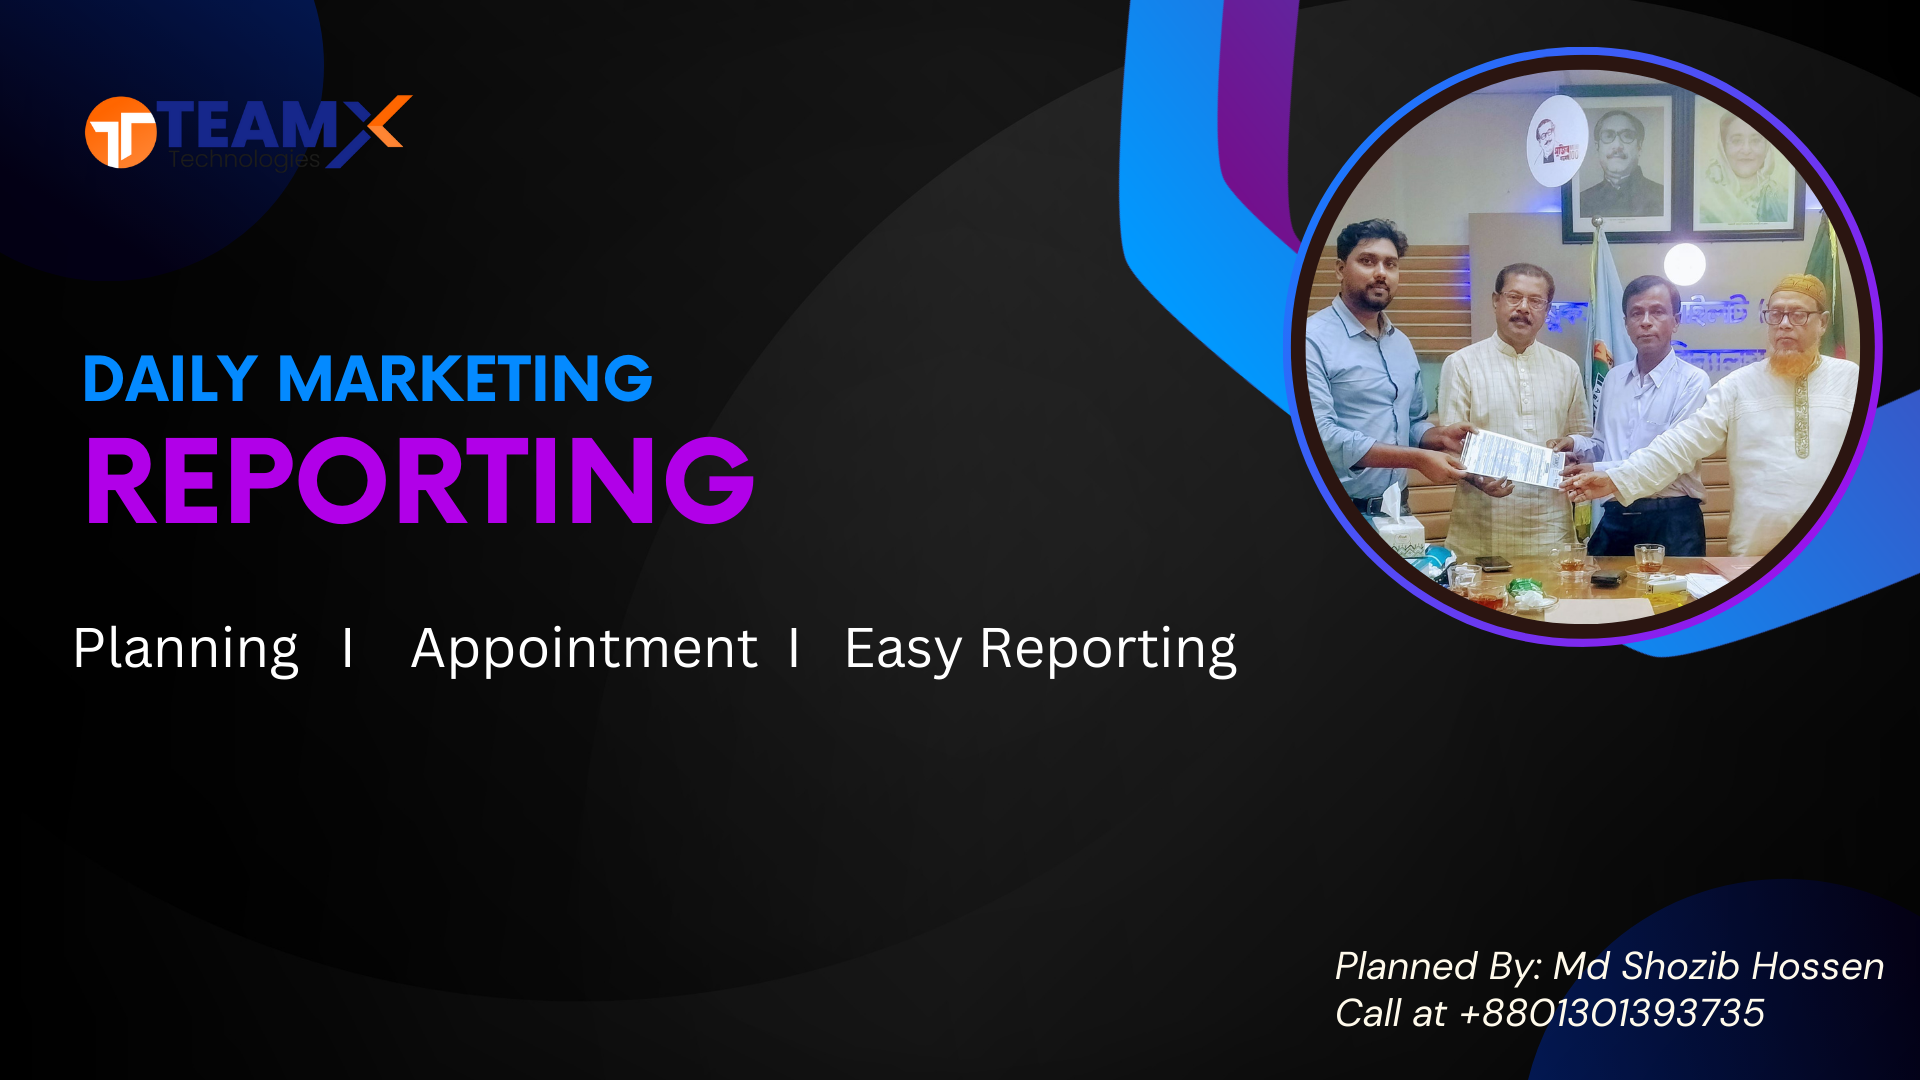 TEAMX
Technologies
DAILY MARKETING
REPORTING
Planning I Appointment I Easy Reporting
Planned By: Md Shozib Hossen
Call at +8801301393735